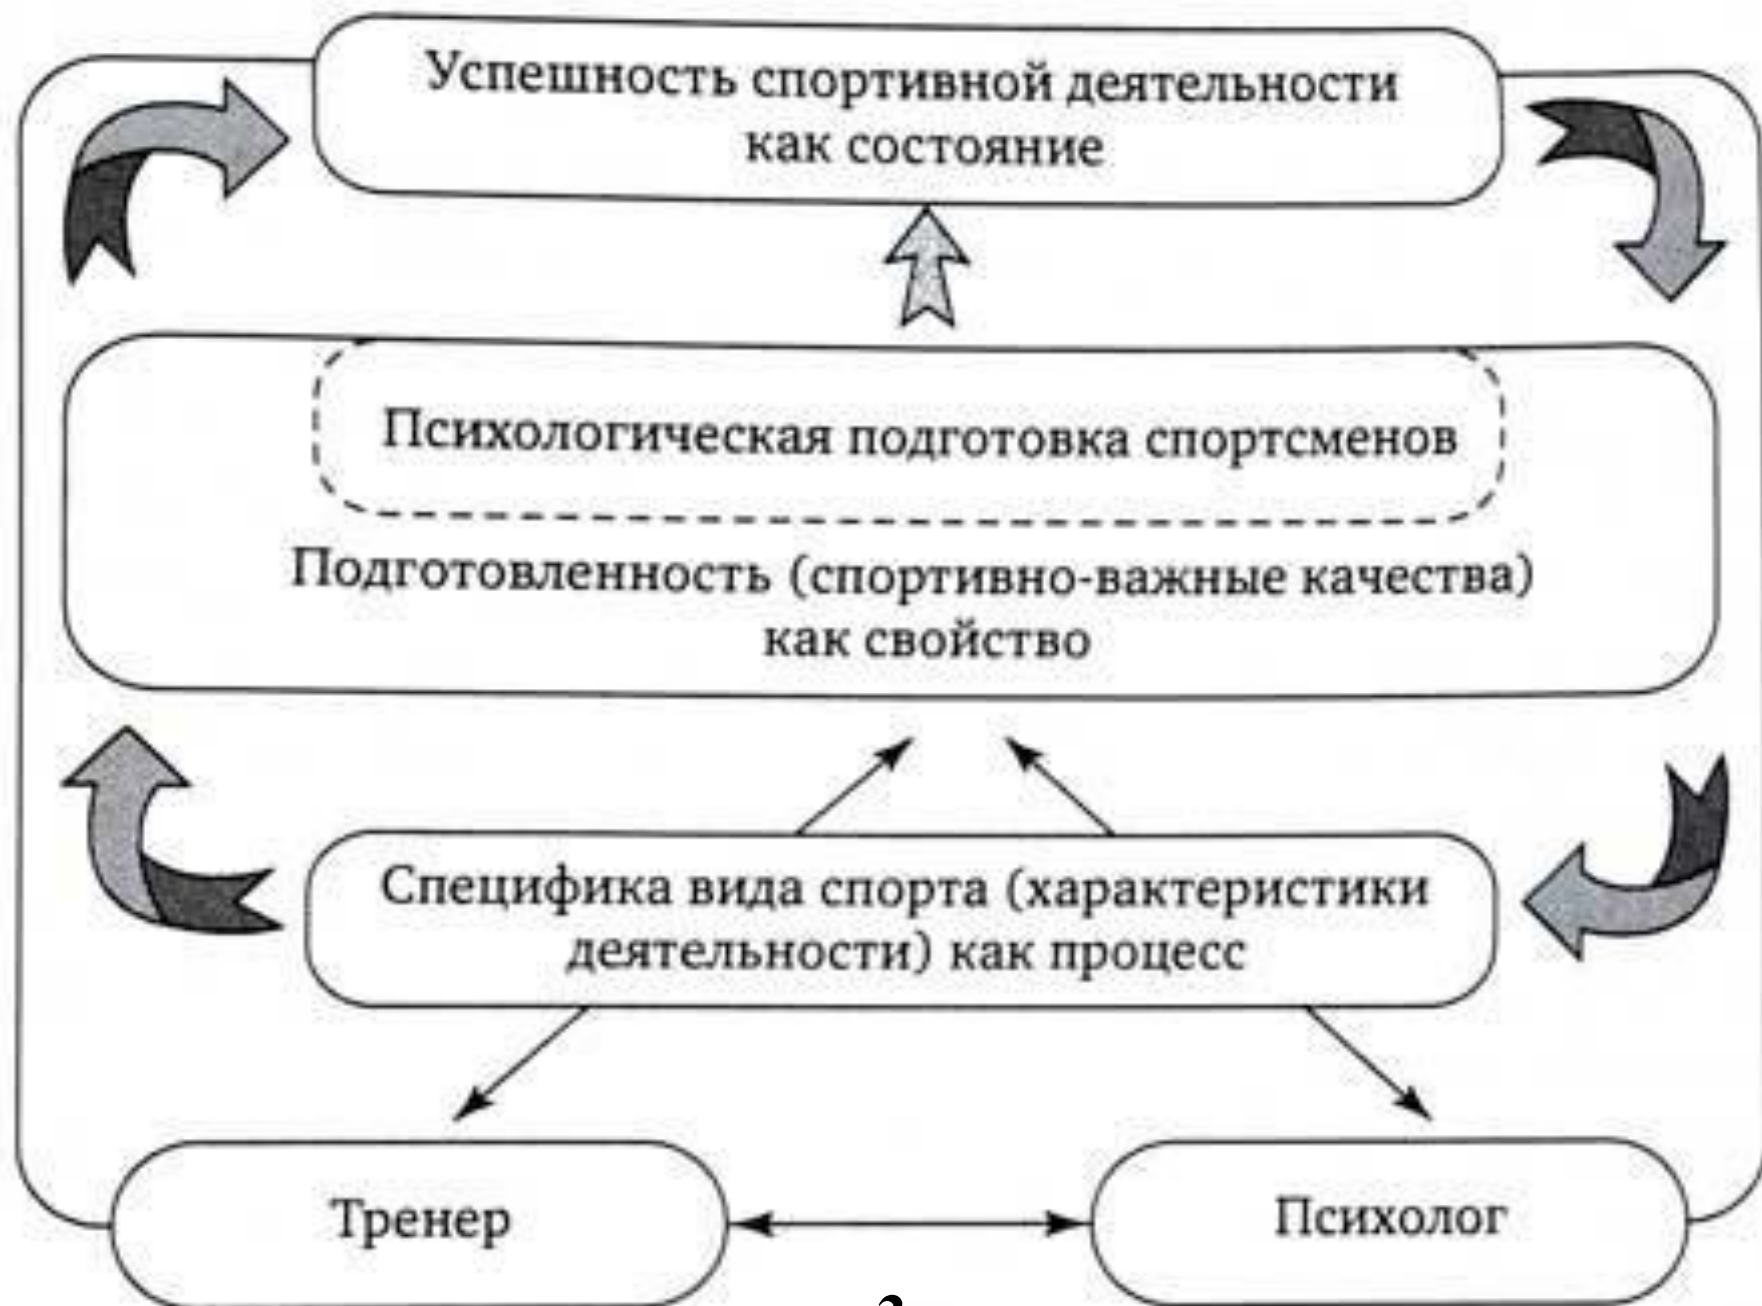 Успешность спортивной деятельности
как состояние
Психологическая подготовка спортсменов
Подготовленность (спортивно-важные качества)
как свойство
Специфика вида спорта (характеристики
деятельности) как процесс
Тренер
Психолог